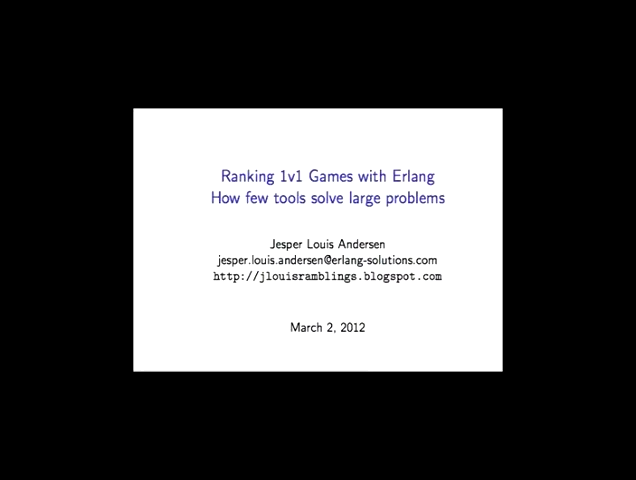 Ranking 1v1 Games with Erlang
How few tools solve large problems
Jesper Louis Andersen
jesper.louis.andersen@erlang-solutions.com
http://jlouisramblings.blogspot.com
March 2, 2012